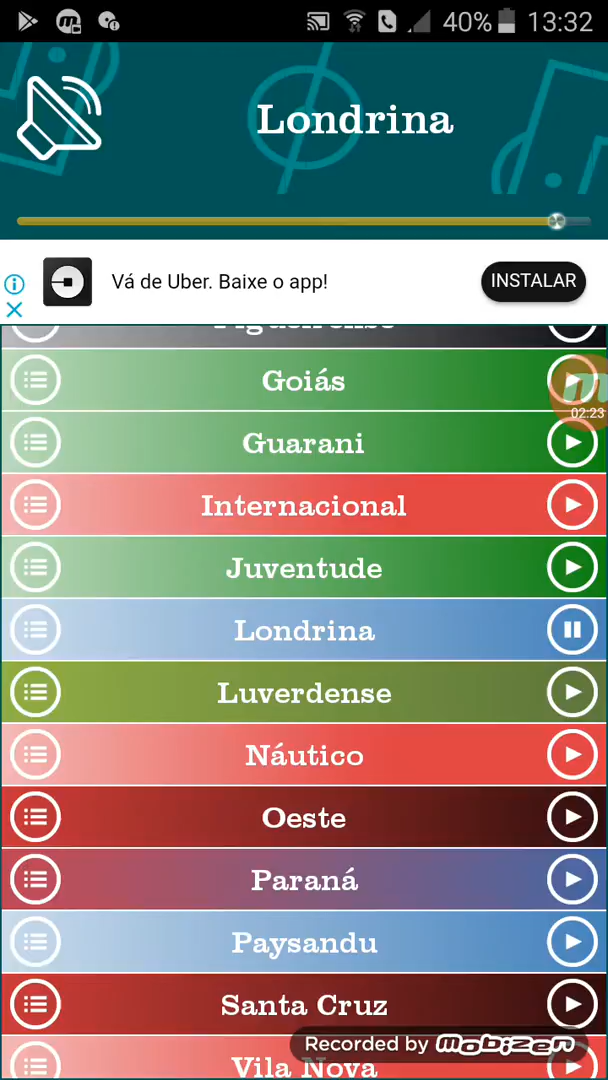 40% 13:32
Londrina
Vá de Uber. Baixe o app!
INSTALAR
Goiás
02:23
Guarani
Internacional
Juventude
Londrina
Luverdense
Náutico
Oeste
Paraná
Paysandu
Santa Cruz
Recorded by mobizen
Vila Nova